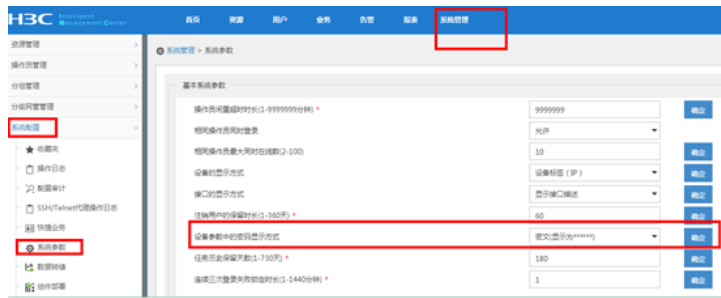 H3C Intelligent Management Center
首页 资源 用户 业务 告警 报表 系统管理
资源管理
操作员管理
分组管理
分级网管管理
系统配置
收藏夹
操作日志
配置审计
SSH/Telnet代理操作日志
快捷业务
系统参数
数据转储
组件部署
系统管理 > 系统参数
基本系统参数
操作员闲置超时时长(1-9999999分钟) * 9999999 确定
相同操作员同时登录 允许
相同操作员最大同时在线数(2-100) 10 确定
设备的显示方式 设备标签(IP) 确定
接口的显示方式 显示接口描述 确定
注销用户的保留时长(1-360天) * 60 确定
设备参数中的密码显示方式 密文(显示为******) 确定
任务历史保留天数(1-730天) * 180 确定
连续三次登录失败锁定时长(1-1440分钟) * 1 确定